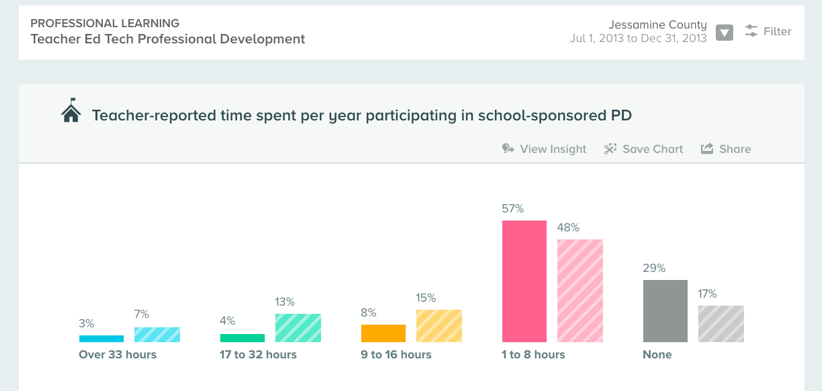 PROFESSIONAL LEARNING
Teacher Ed Tech Professional Development
Jessamine County
Jul 1, 2013 to Dec 31, 2013
Filter
Teacher-reported time spent per year participating in school-sponsored PD
View Insight
Save Chart
Share
3%
7%
4%
13%
8%
15%
57%
48%
29%
17%
Over 33 hours
17 to 32 hours
9 to 16 hours
1 to 8 hours
None